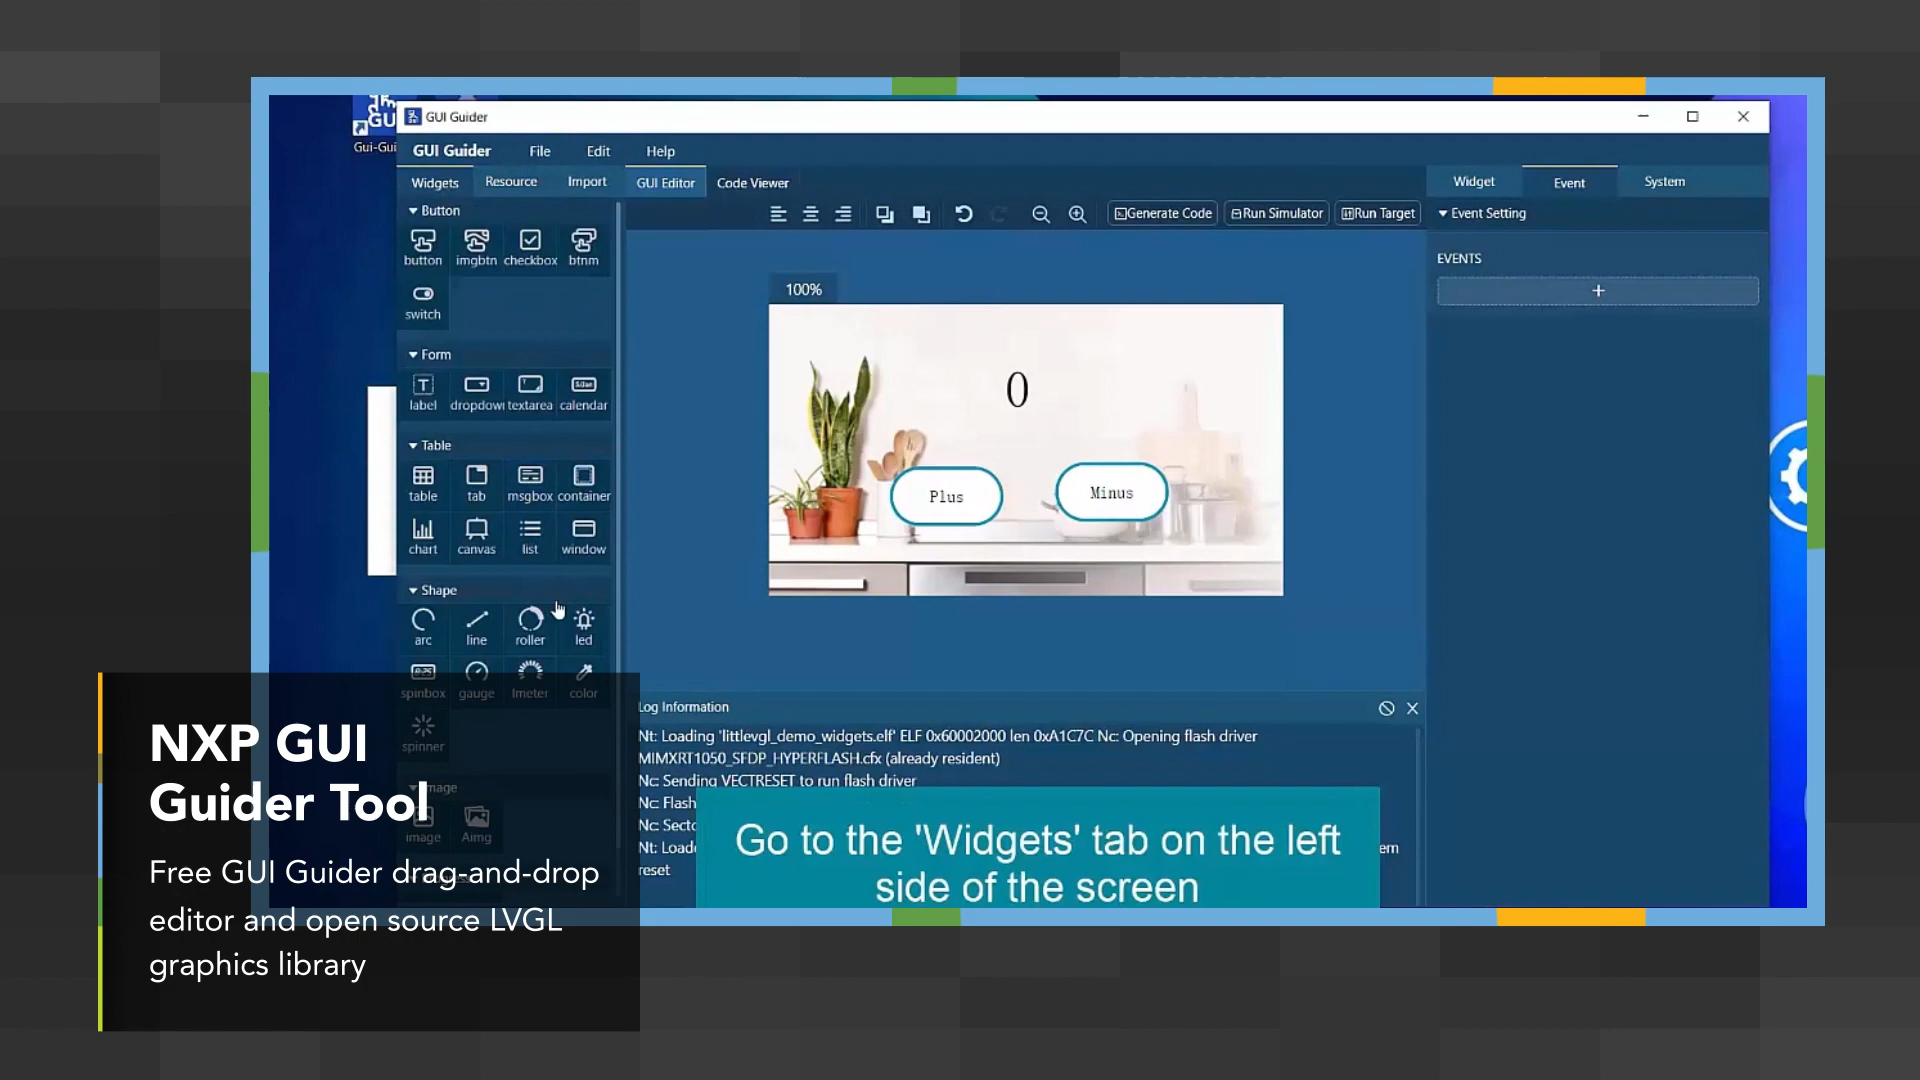 Gui-Gui
GUI Guider
GUI Guider File Edit Help
Widgets Resource Import GUI Editor Code Viewer Widget Event System
Button
Generate Code Run Simulator Run Target
Event Setting
button imgbtn checkbox btnm
EVENTS
+
switch
100%
Form
label dropdown textarea calendar
0
Table
table tab msgbox container
Plus Minus
chart canvas list window
Shape
arc line roller led
spinbox gauge lmeter color
spinner
Image
image Aimg
Log Information
Nt: Loading 'littlevgl_demo_widgets.elf' ELF 0x60002000 len 0xA1C7C Nc: Opening flash driver
MIMXRT1050_SFDP_HYPERFLASH.cfx (already resident)
Nc: Sending VECTRESET to run flash driver
Nc: Flash
Nc: Secto
Nt: Load em
reset
Go to the 'Widgets' tab on the left
side of the screen
NXP GUI
Guider Tool
Free GUI Guider drag-and-drop
editor and open source LVGL
graphics library